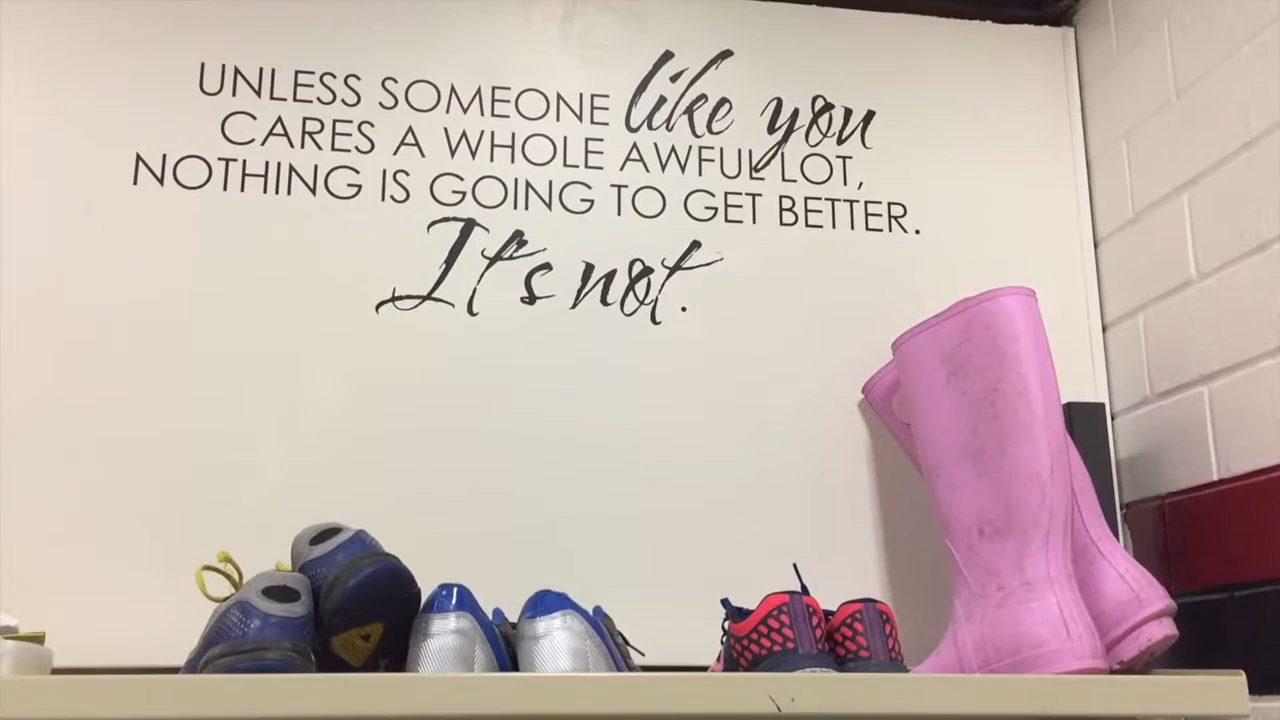 UNLESS SOMEONE like you
CARES A WHOLE AWFUL LOT,
NOTHING IS GOING TO GET BETTER.
It's not.